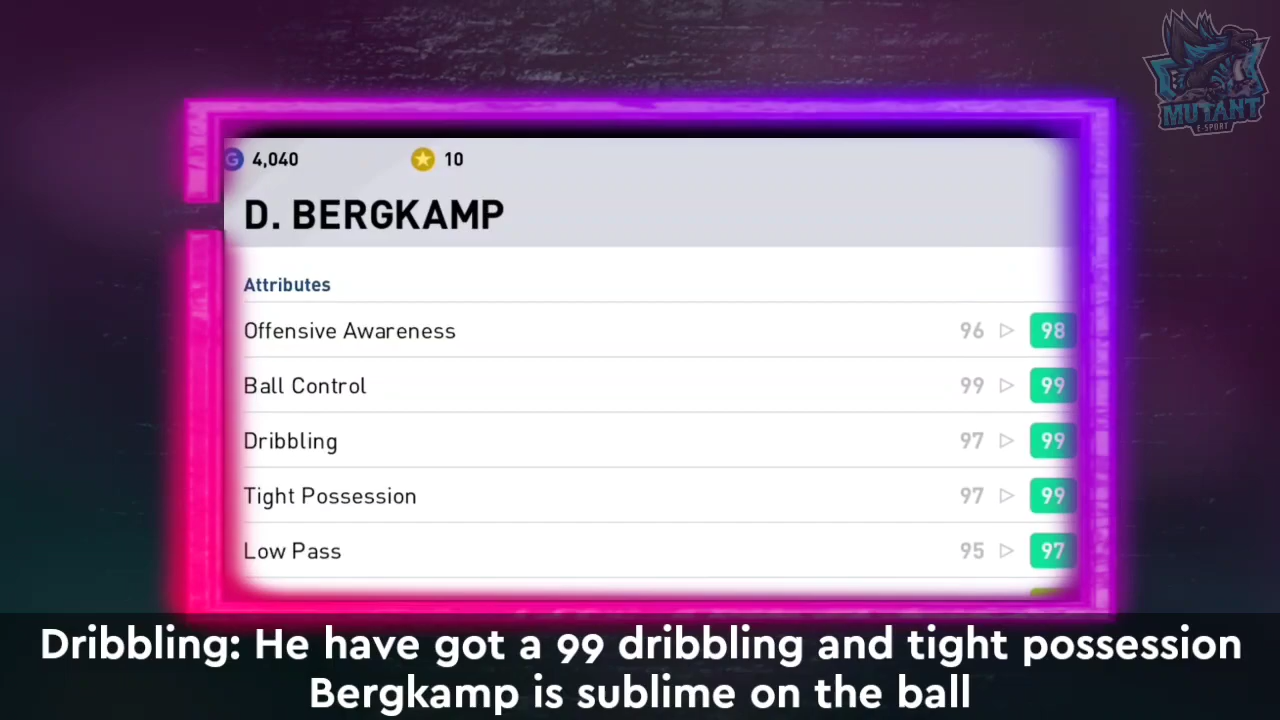 MUTANT
E-SPORT
G 4,040 10
D. BERGKAMP
Attributes
Offensive Awareness 96 98
Ball Control 99 99
Dribbling 97 99
Tight Possession 97 99
Low Pass 95 97
Dribbling: He have got a 99 dribbling and tight possession
Bergkamp is sublime on the ball